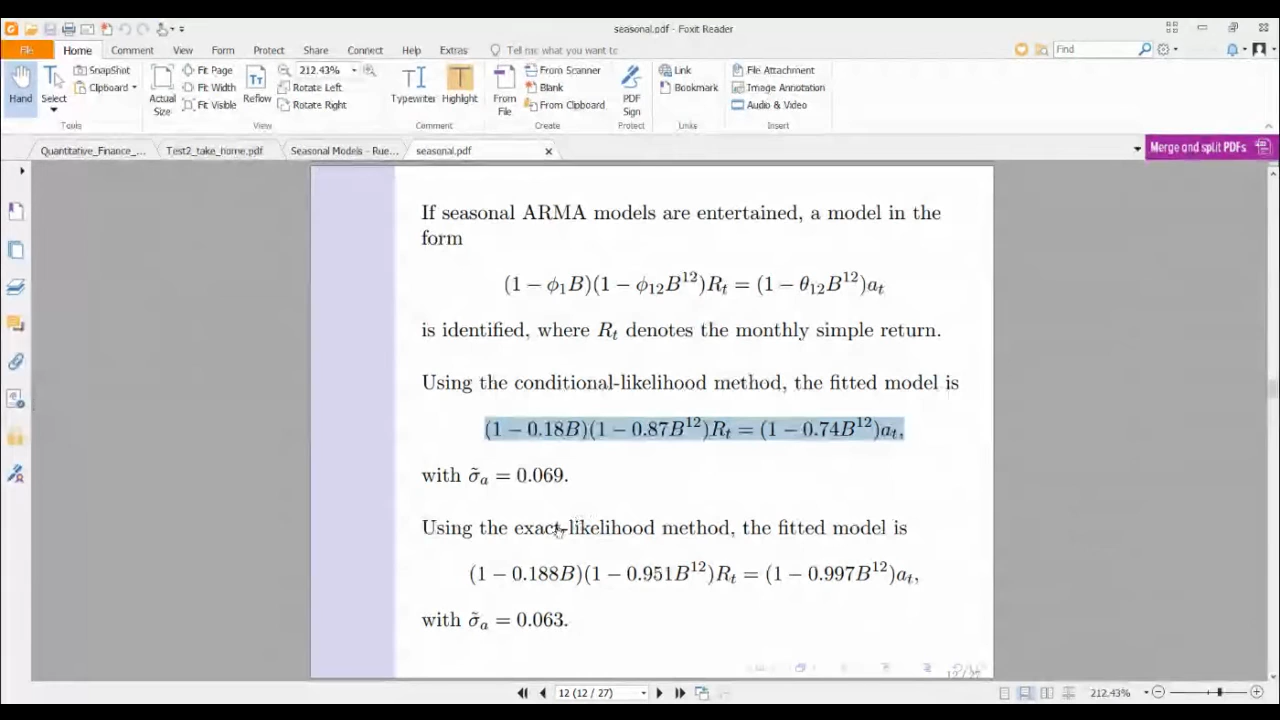 seasonal.pdf - Foxit Reader
File Home Comment View Form Protect Share Connect Help Extras Tell me what you want to Find
Hand
Select
SnapShot
Clipboard
Tools
Actual Size
Fit Page
Fit Width
Fit Visible
Reflow
212.43%
Rotate Left
Rotate Right
View
Typewriter
Highlight
Comment
From File
From Scanner
Blank
From Clipboard
Create
PDF Sign
Protect
Link
Bookmark
Links
File Attachment
Image Annotation
Audio & Video
Insert
Quantitative_Finance_... Test2_take_home.pdf Seasonal Models - Rue... seasonal.pdf Merge and split PDFs
If seasonal ARMA models are entertained, a model in the
form
(1 − ϕ₁B)(1 − ϕ₁₂B¹²)Rₜ = (1 − θ₁₂B¹²)aₜ
is identified, where Rₜ denotes the monthly simple return.
Using the conditional-likelihood method, the fitted model is
(1 − 0.18B)(1 − 0.87B¹²)Rₜ = (1 − 0.74B¹²)aₜ,
with σ̃ₐ = 0.069.
Using the exact-likelihood method, the fitted model is
(1 − 0.188B)(1 − 0.951B¹²)Rₜ = (1 − 0.997B¹²)aₜ,
with σ̃ₐ = 0.063.
12 / 27
12 (12 / 27) 212.43%